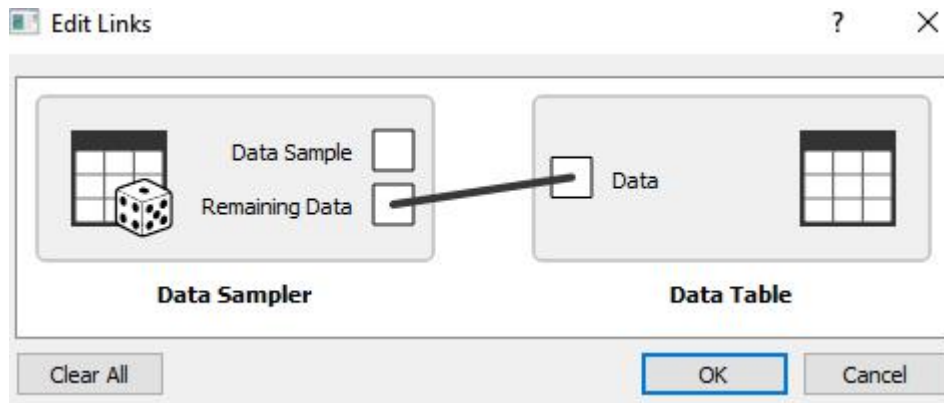 Edit Links
?
Data Sample
Remaining Data
Data
Data Sampler
Data Table
Clear All
OK
Cancel